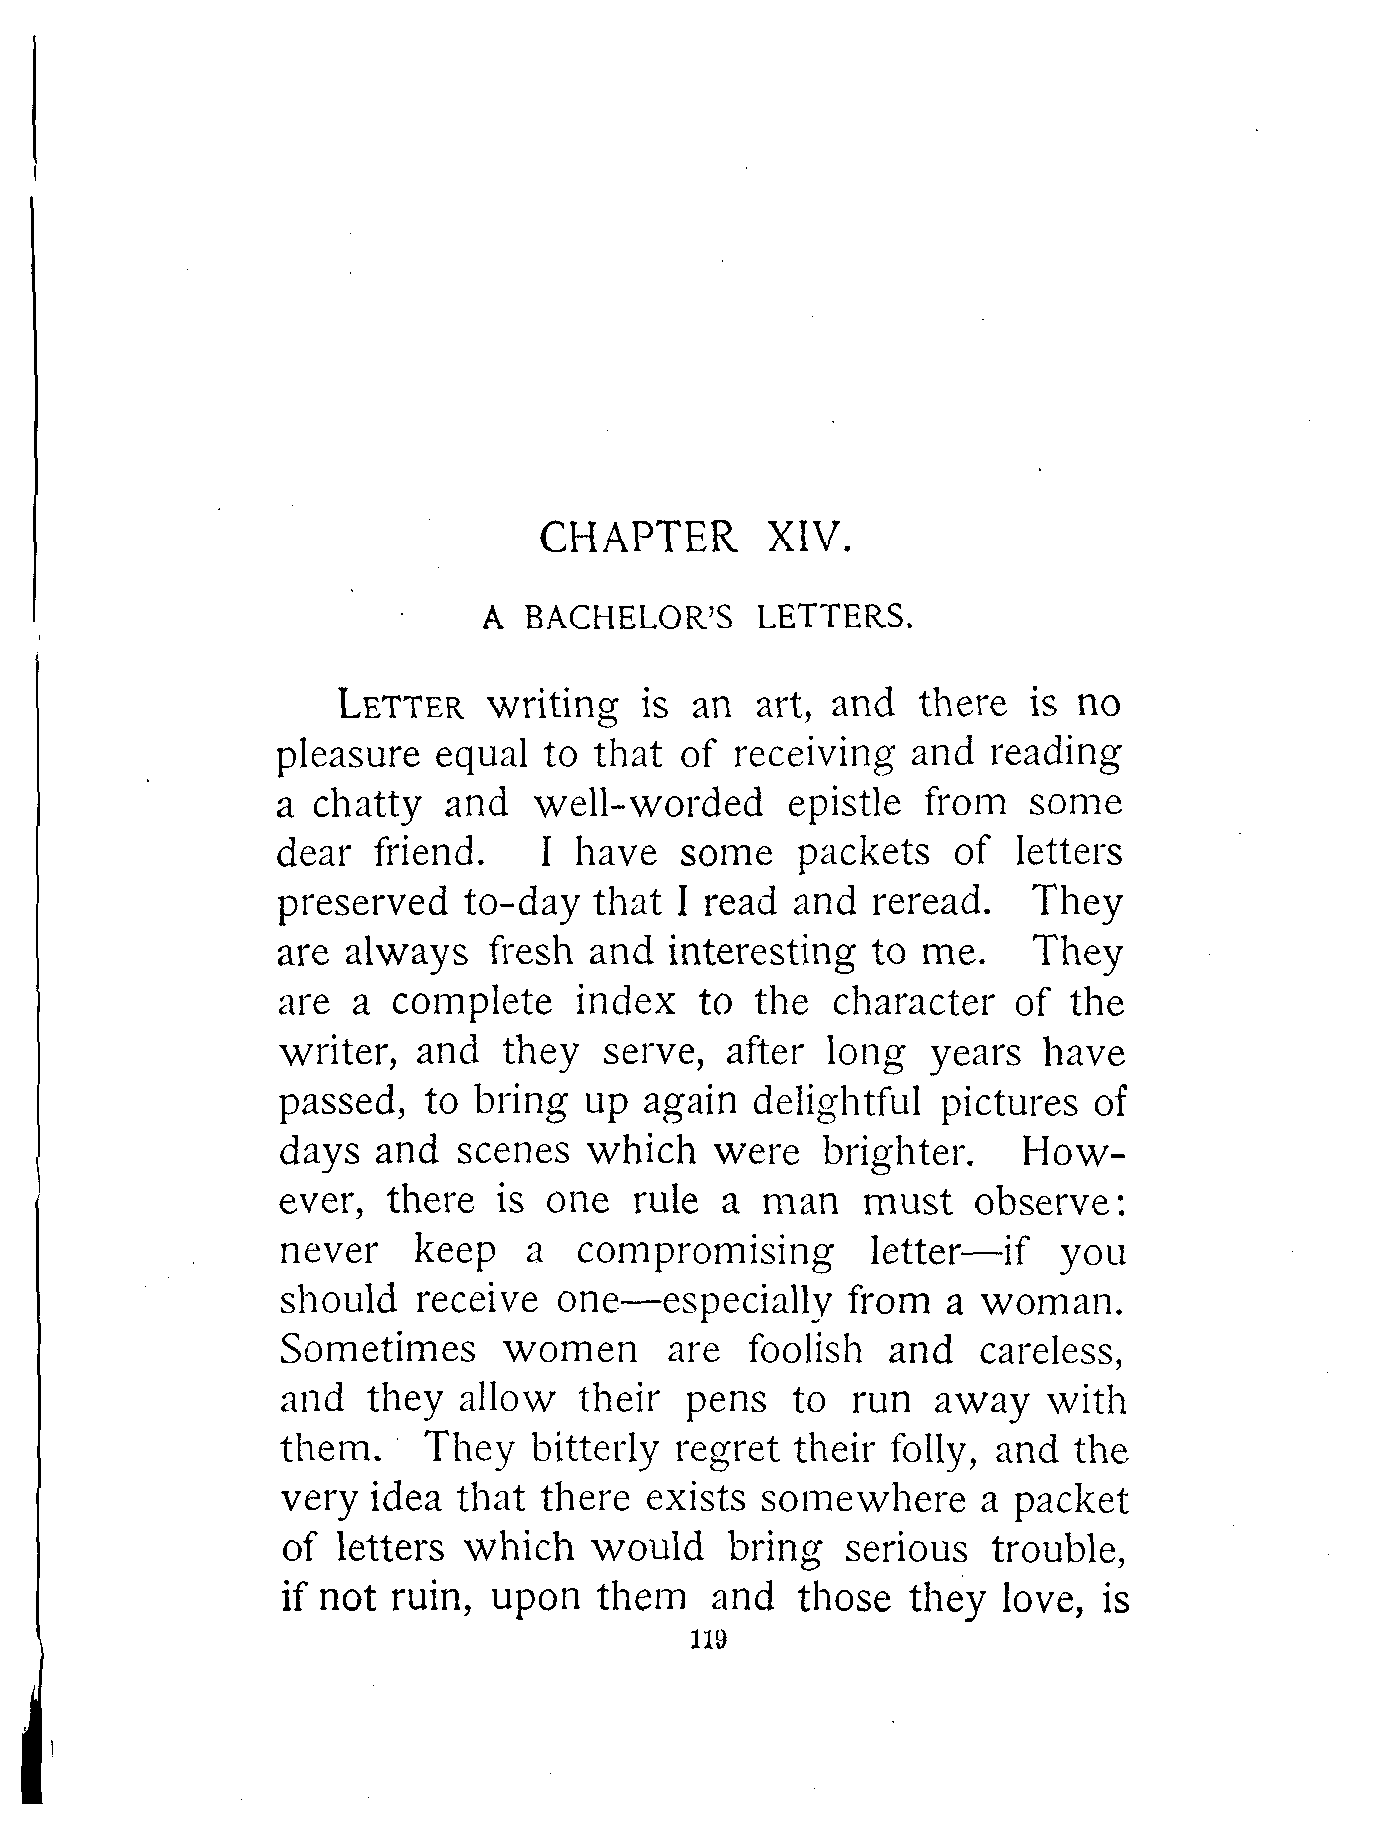 CHAPTER XIV.
A BACHELOR'S LETTERS.
LETTER writing is an art, and there is no
pleasure equal to that of receiving and reading
a chatty and well-worded epistle from some
dear friend. I have some packets of letters
preserved to-day that I read and reread. They
are always fresh and interesting to me. They
are a complete index to the character of the
writer, and they serve, after long years have
passed, to bring up again delightful pictures of
days and scenes which were brighter. How-
ever, there is one rule a man must observe:
never keep a compromising letter—if you
should receive one—especially from a woman.
Sometimes women are foolish and careless,
and they allow their pens to run away with
them. They bitterly regret their folly, and the
very idea that there exists somewhere a packet
of letters which would bring serious trouble,
if not ruin, upon them and those they love, is
119